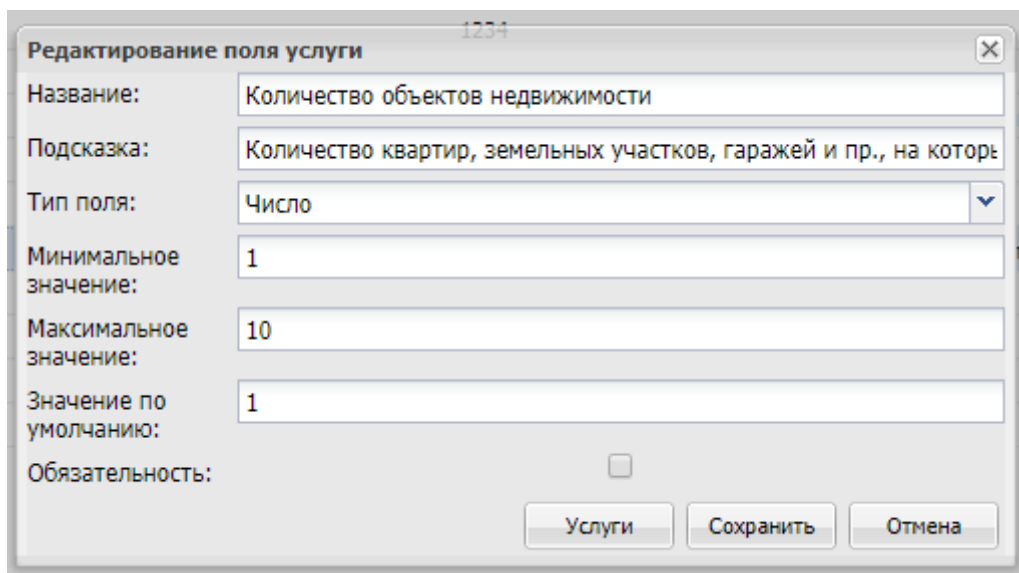 1234
Редактирование поля услуги
Название:
Количество объектов недвижимости
Подсказка:
Количество квартир, земельных участков, гаражей и пр., на которы
Тип поля:
Число
Минимальное
значение:
1
Максимальное
значение:
10
Значение по
умолчанию:
1
Обязательность:
Услуги
Сохранить
Отмена